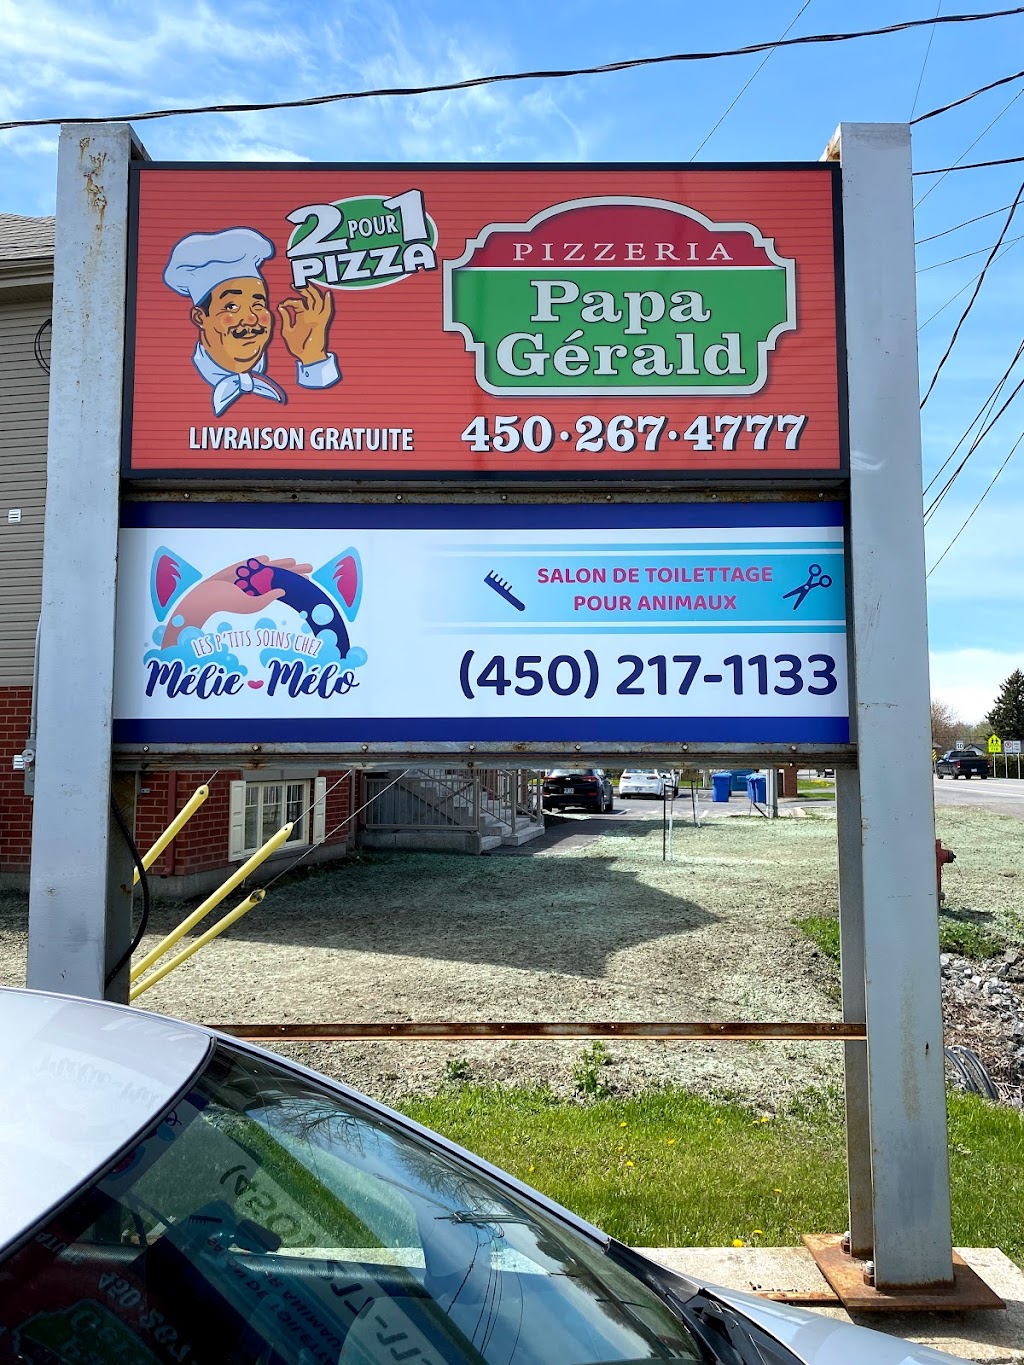 2 POUR 1
PIZZA
PIZZERIA
Papa
Gérald
LIVRAISON GRATUITE
450·267·4777
LES P'TITS SOINS CHEZ
Mélie-Mélo
SALON DE TOILETTAGE
POUR ANIMAUX
(450) 217-1133